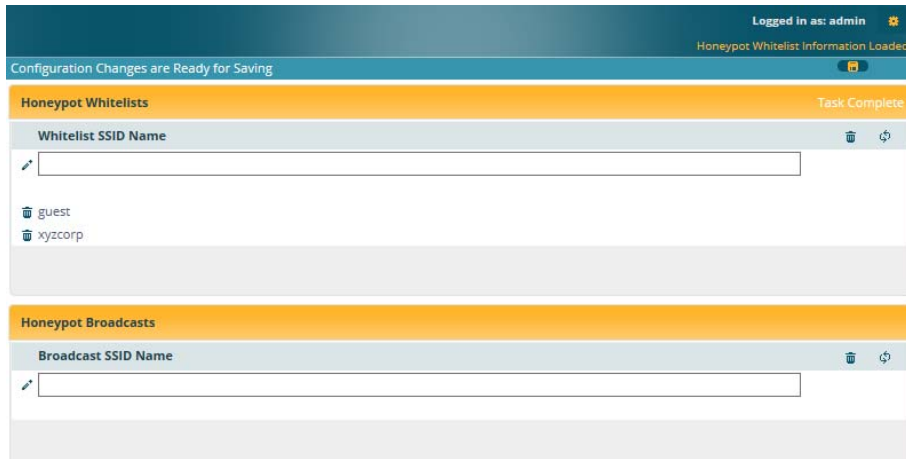 Logged in as: admin
Honeypot Whitelist Information Loaded
Configuration Changes are Ready for Saving
Honeypot Whitelists
Task Complete
Whitelist SSID Name
guest
xyzcorp
Honeypot Broadcasts
Broadcast SSID Name